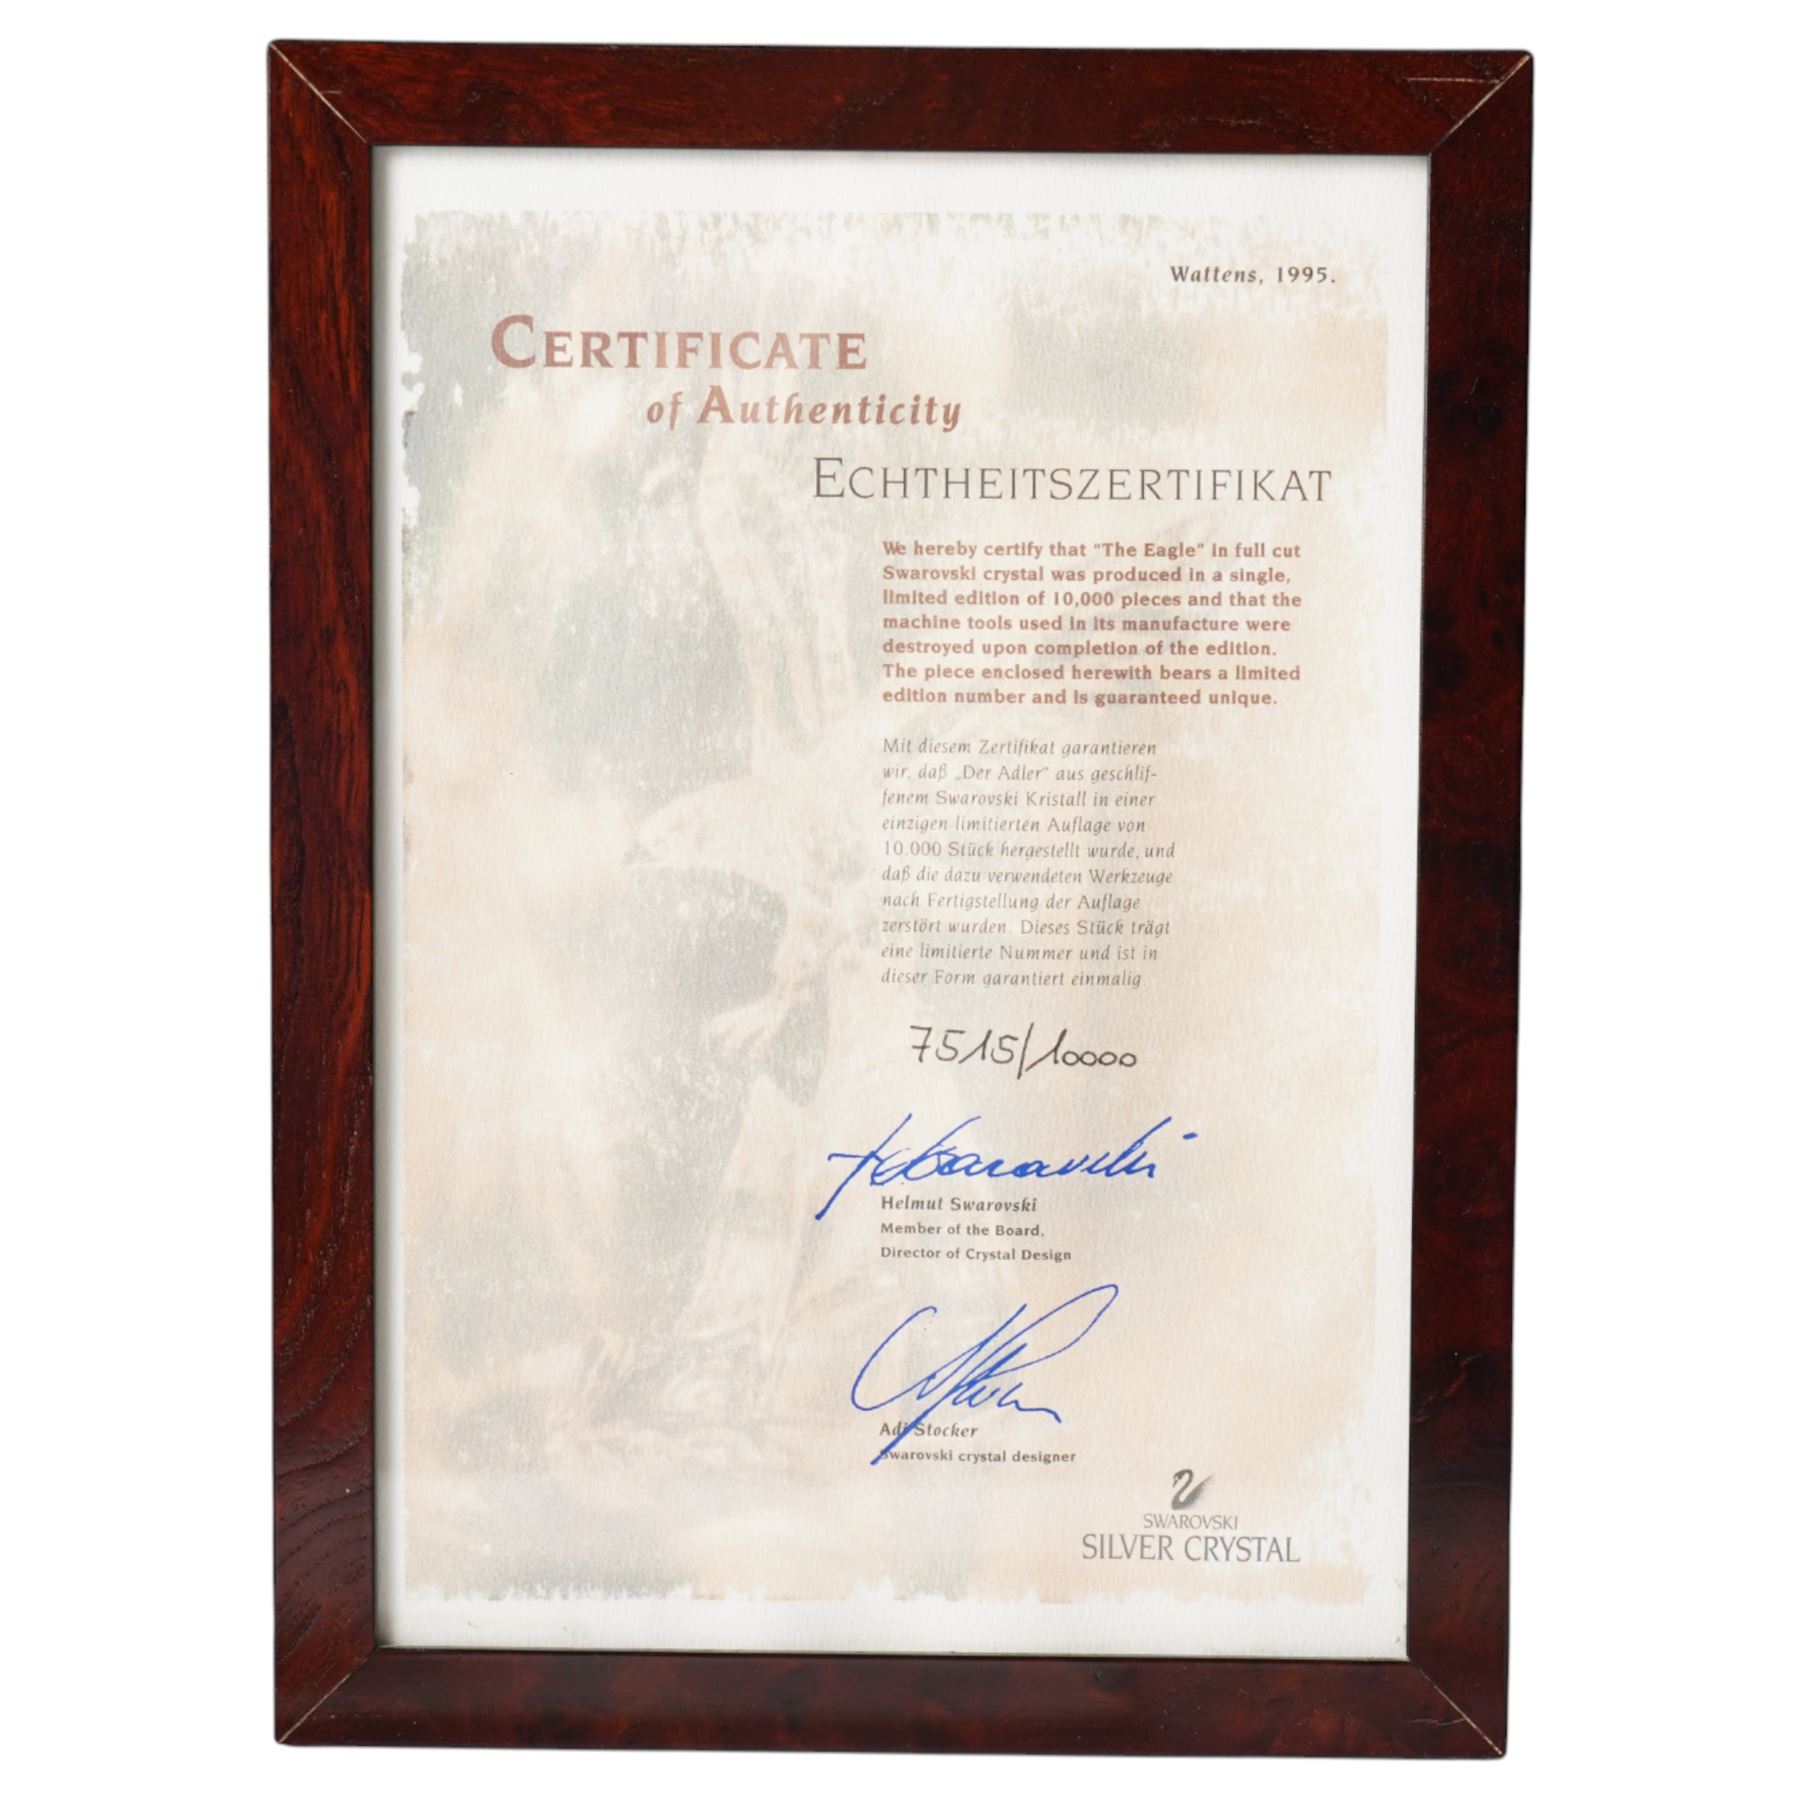 Wattens, 1995.
CERTIFICATE
of Authenticity
ECHTHEITSZERTIFIKAT
We hereby certify that "The Eagle" in full cut
Swarovski crystal was produced in a single,
limited edition of 10,000 pieces and that the
machine tools used in its manufacture were
destroyed upon completion of the edition.
The piece enclosed herewith bears a limited
edition number and is guaranteed unique.
Mit diesem Zertifikat garantieren
wir, daß „Der Adler" aus geschlif-
fenem Swarovski Kristall in einer
einzigen limitierten Auflage von
10.000 Stück hergestellt wurde, und
daß die dazu verwendeten Werkzeuge
nach Fertigstellung der Auflage
zerstört wurden. Dieses Stück trägt
eine limitierte Nummer und ist in
dieser Form garantiert einmalig.
7515/10000
Helmut Swarovski
Member of the Board,
Director of Crystal Design
Adi Stocker
Swarovski crystal designer
SWAROVSKI
SILVER CRYSTAL